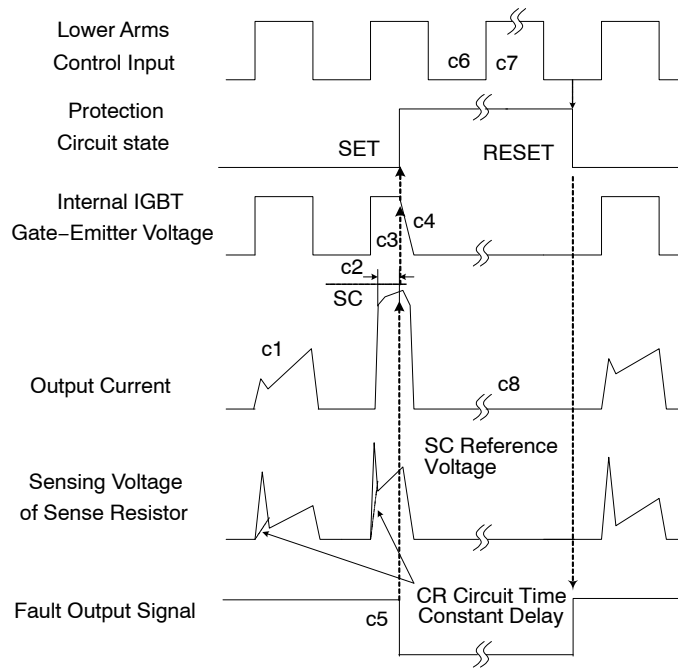 Lower Arms
Control Input
c6
c7
Protection
Circuit state
SET
RESET
Internal IGBT
Gate−Emitter Voltage
c3
c4
c2
SC
c1
Output Current
c8
SC Reference
Voltage
Sensing Voltage
of Sense Resistor
CR Circuit Time
Constant Delay
Fault Output Signal
c5